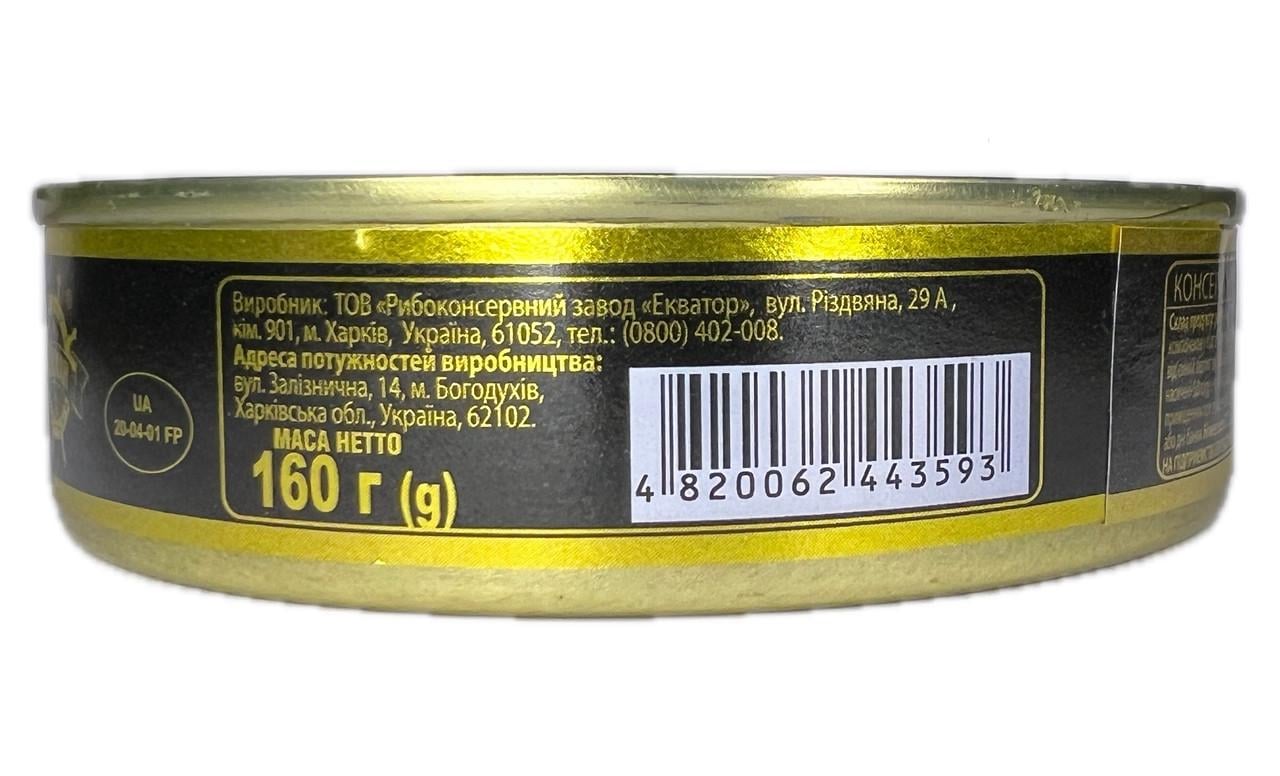 Виробник: ТОВ «Рибоконсервний завод «Екватор», вул. Різдвяна, 29 А ,
кім. 901, м. Харків, Україна, 61052, тел.: (0800) 402-008.
Адреса потужностей виробництва:
вул. Залізнична, 14, м. Богодухів,
Харківська обл., Україна, 62102.
МАСА НЕТТО
160 г (g)
UA
20-04-01 FP
4 820062 443593